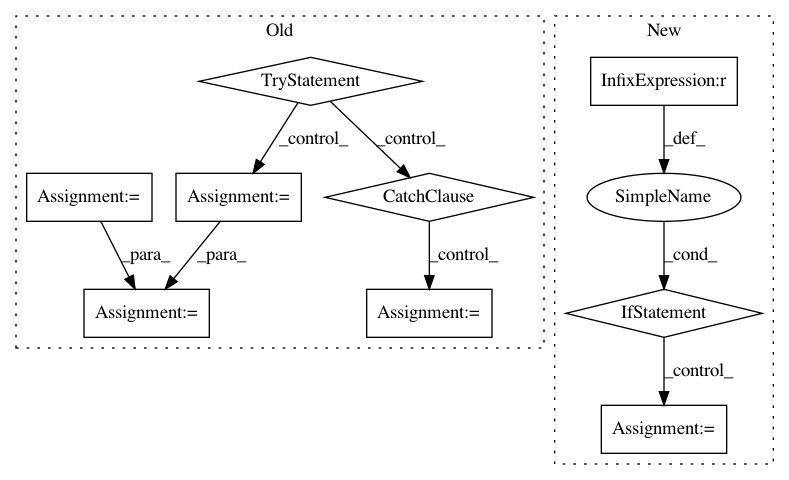 Old
New
TryStatement
InfixExpression:r
_control_
_control_
_def_
Assignment:=
Assignment:=
CatchClause
SimpleName
_para_
_para_
_control_
_cond_
Assignment:=
Assignment:=
IfStatement
_control_
Assignment:=